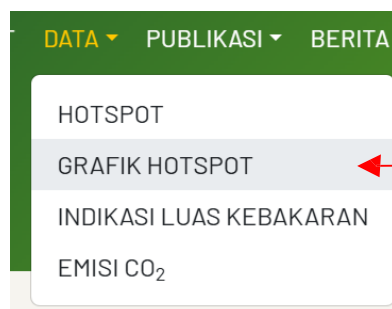 DATA PUBLIKASI BERITA
HOTSPOT
GRAFIK HOTSPOT
INDIKASI LUAS KEBAKARAN
EMISI CO₂